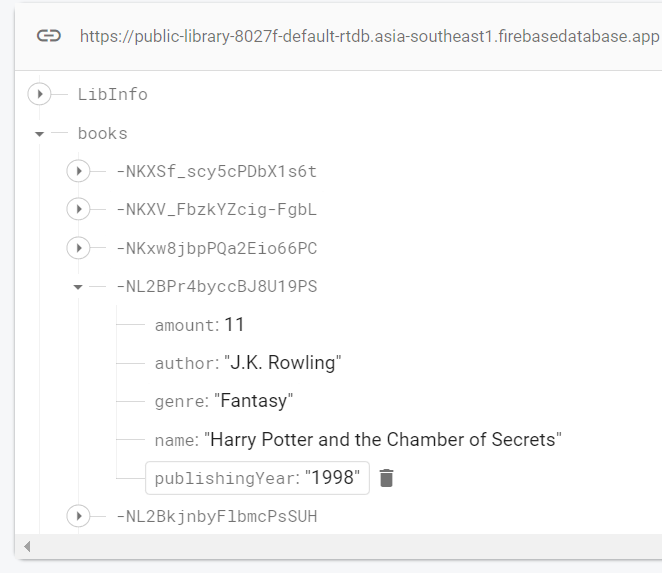 https://public-library-8027f-default-rtdb.asia-southeast1.firebasedatabase.app
LibInfo
books
-NKXSf_scy5cPDbX1s6t
-NKXV_FbzkYZcig-FgbL
-NKxw8jbpPQa2Eio66PC
-NL2BPr4byccBJ8U19PS
amount: 11
author: "J.K. Rowling"
genre: "Fantasy"
name: "Harry Potter and the Chamber of Secrets"
publishingYear: "1998"
-NL2BkjnbyFlbmcPsSUH